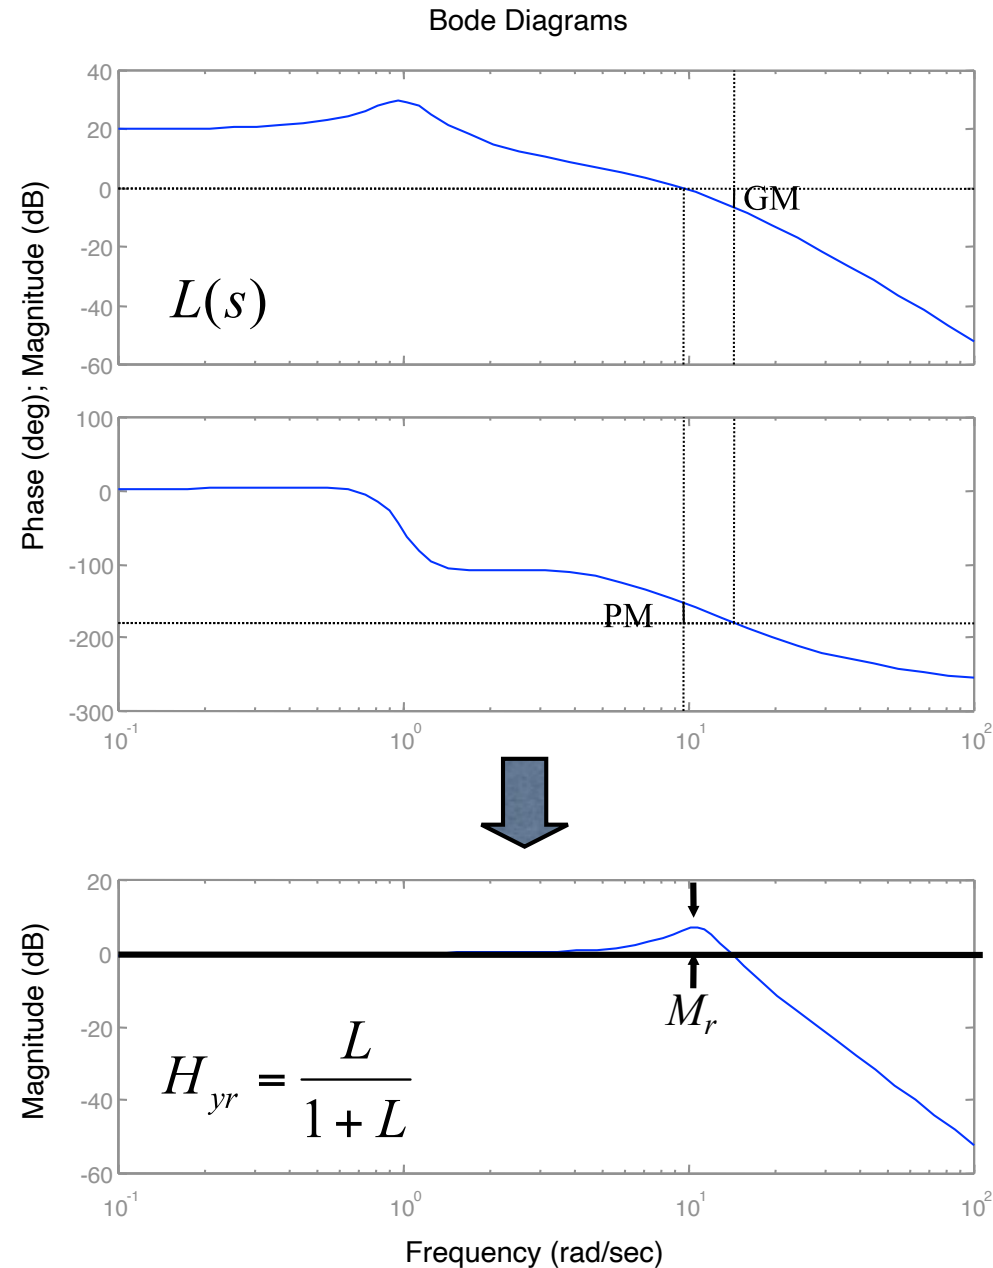 Bode Diagrams
Phase (deg); Magnitude (dB)
40
20
0
-20
-40
-60
GM
L(s)
100
0
-100
-200
-300
PM
10^-1
10^0
10^1
10^2
Magnitude (dB)
20
0
-20
-40
-60
M_r
H_yr = L / (1 + L)
10^-1
10^0
10^1
10^2
Frequency (rad/sec)